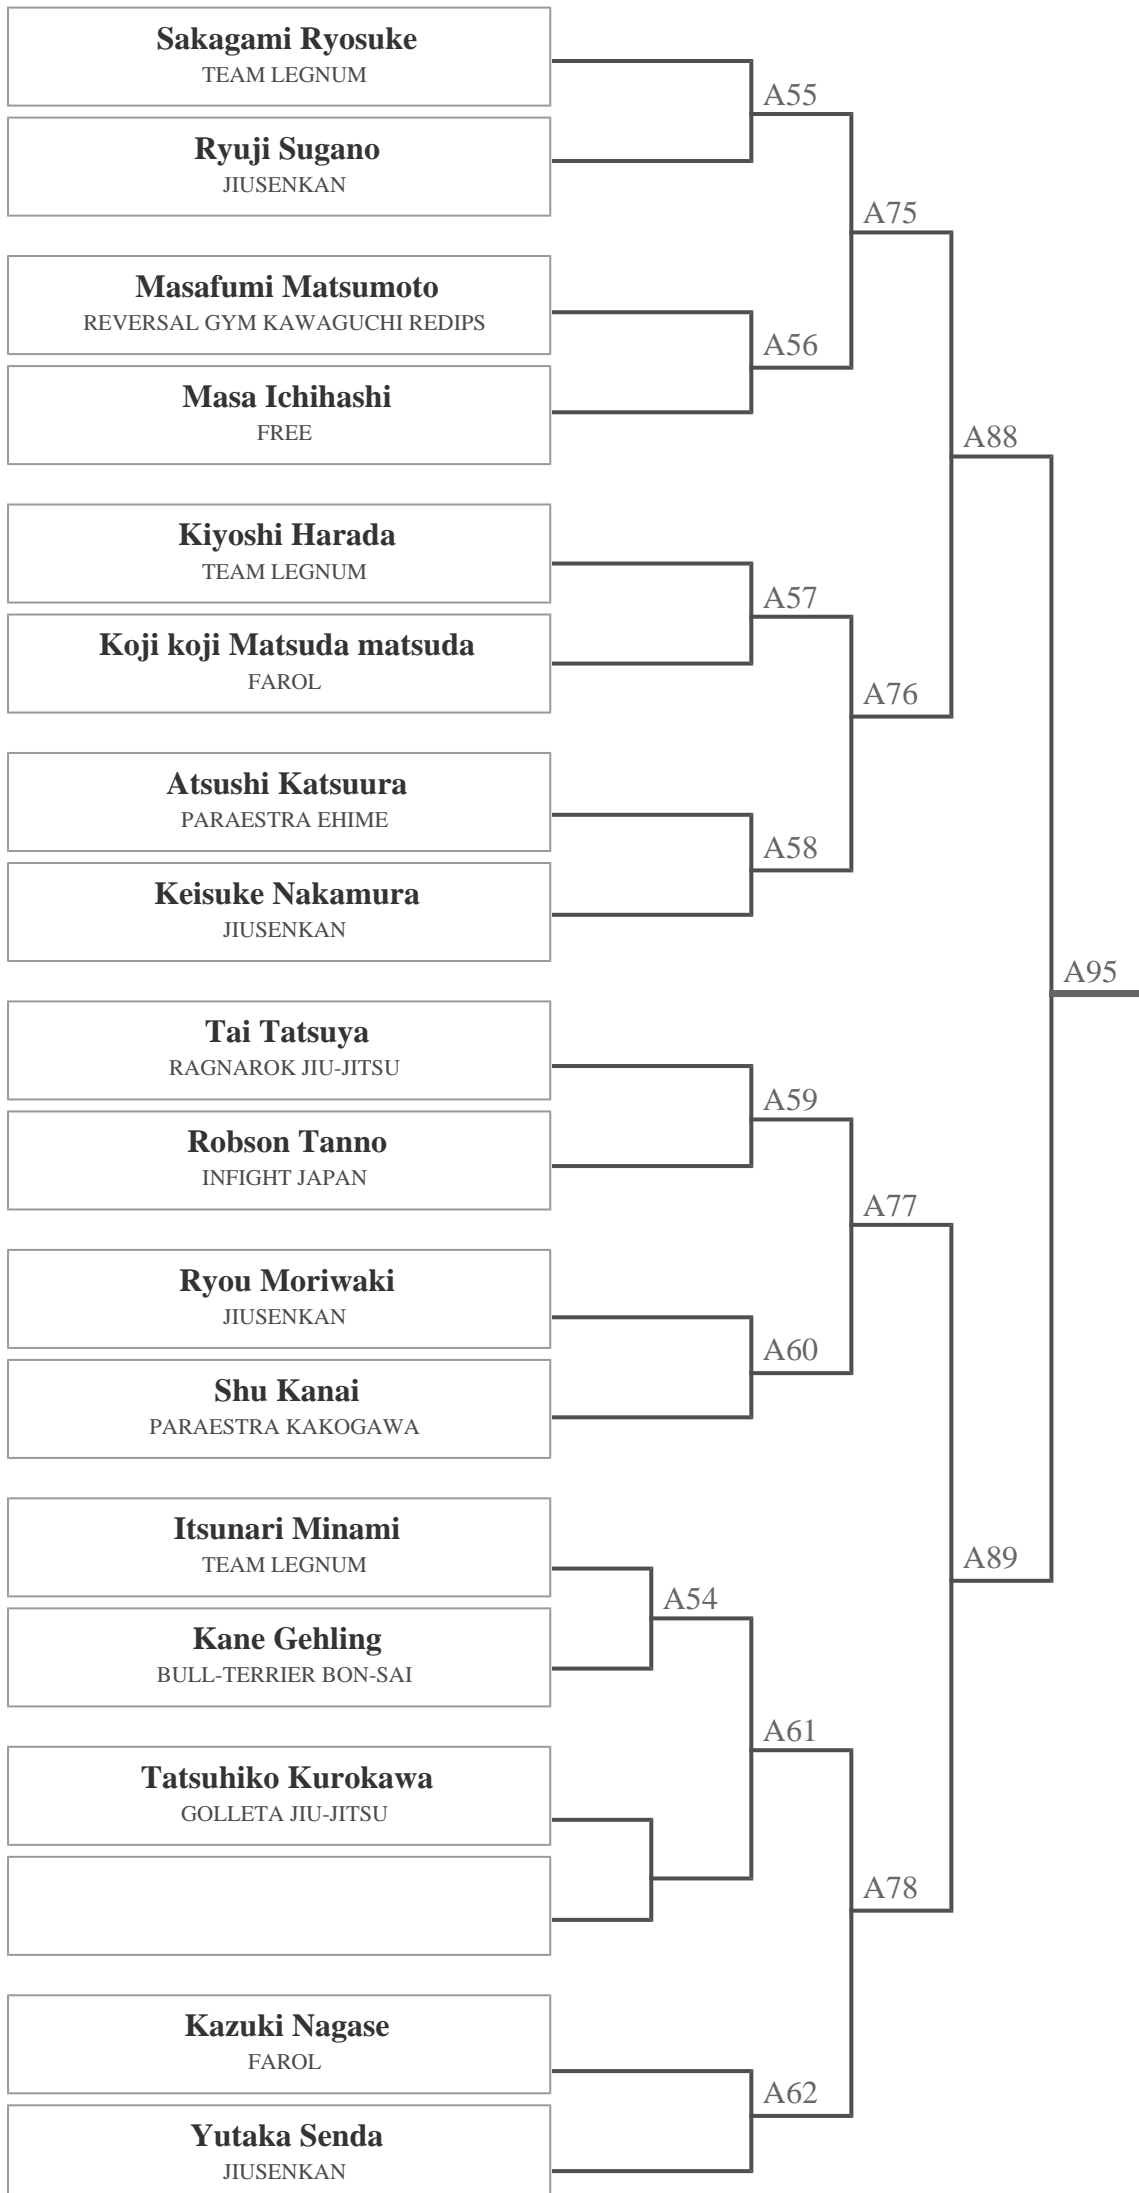 Sakagami Ryosuke
TEAM LEGNUM
A55
Ryuji Sugano
JIUSENKAN
A75
Masafumi Matsumoto
REVERSAL GYM KAWAGUCHI REDIPS
A56
Masa Ichihashi
FREE
A88
Kiyoshi Harada
TEAM LEGNUM
A57
Koji koji Matsuda matsuda
FAROL
A76
Atsushi Katsuura
PARAESTRA EHIME
A58
Keisuke Nakamura
JIUSENKAN
A95
Tai Tatsuya
RAGNAROK JIU-JITSU
A59
Robson Tanno
INFIGHT JAPAN
A77
Ryou Moriwaki
JIUSENKAN
A60
Shu Kanai
PARAESTRA KAKOGAWA
Itsunari Minami
TEAM LEGNUM
A89
A54
Kane Gehling
BULL-TERRIER BON-SAI
A61
Tatsuhiko Kurokawa
GOLLETA JIU-JITSU
A78
Kazuki Nagase
FAROL
A62
Yutaka Senda
JIUSENKAN